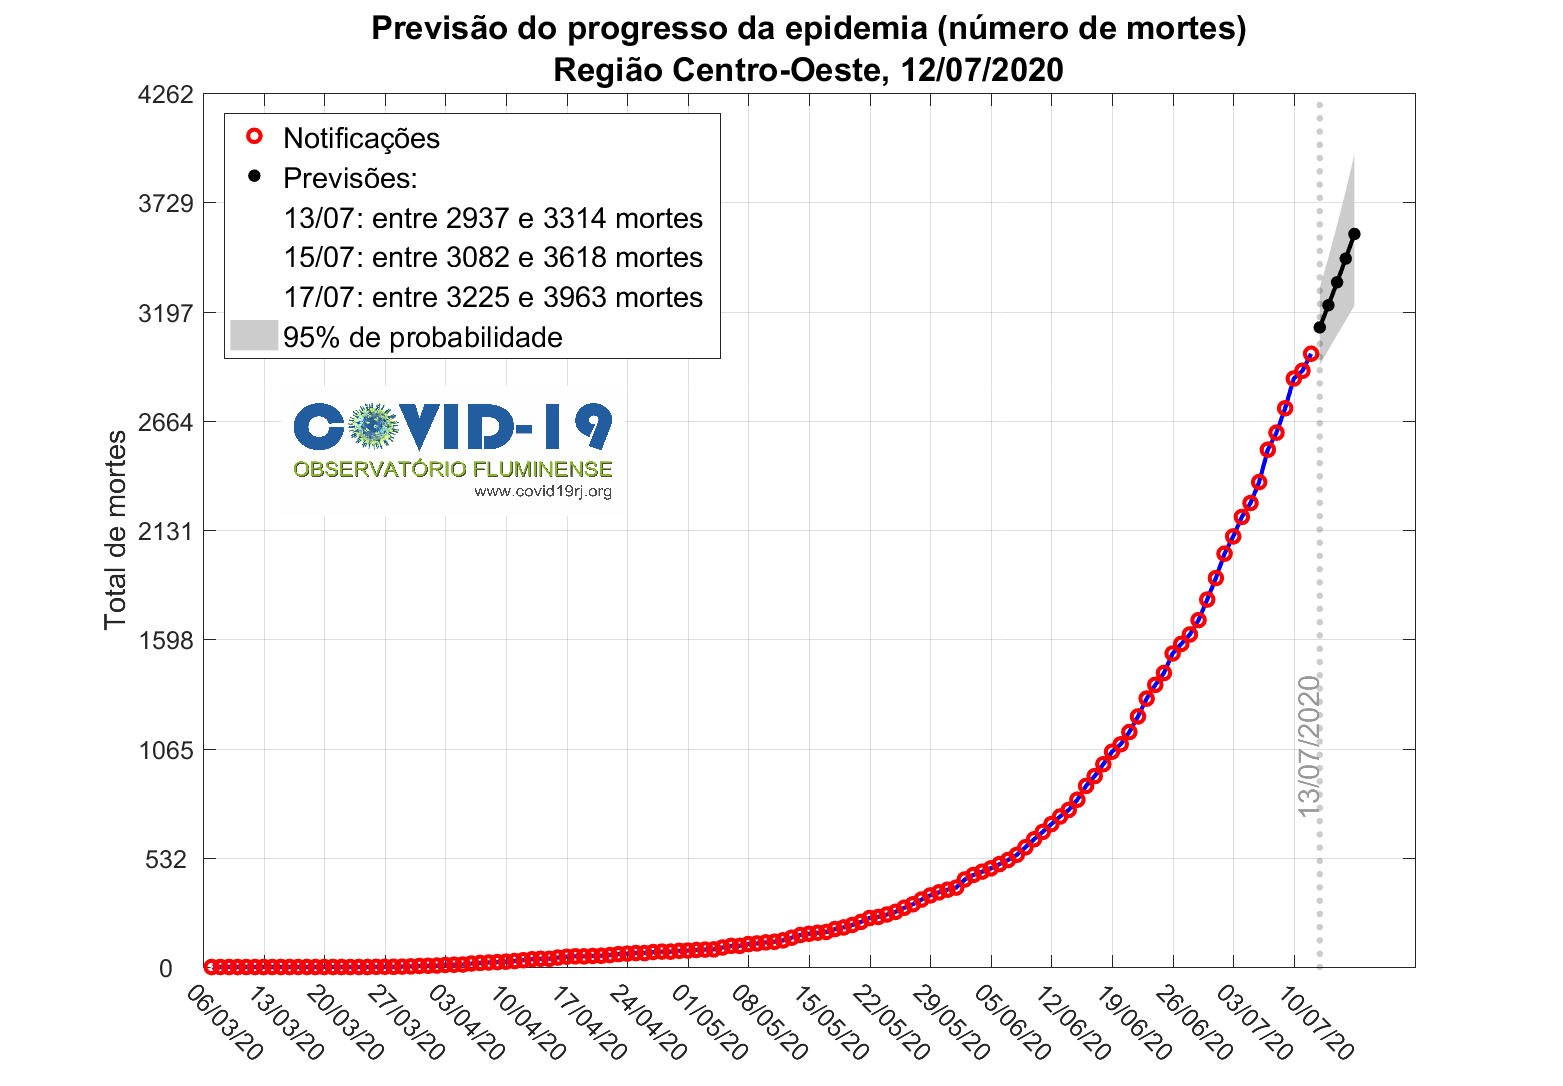 Previsão do progresso da epidemia (número de mortes)
Região Centro-Oeste, 12/07/2020
4262
3729
3197
2664
2131
1598
1065
532
0
Total de mortes
Notificações
Previsões:
13/07: entre 2937 e 3314 mortes
15/07: entre 3082 e 3618 mortes
17/07: entre 3225 e 3963 mortes
95% de probabilidade
COVID-19
OBSERVATÓRIO FLUMINENSE
www.covid19rj.org
13/07/2020
06/03/20
13/03/20
20/03/20
27/03/20
03/04/20
10/04/20
17/04/20
24/04/20
01/05/20
08/05/20
15/05/20
22/05/20
29/05/20
05/06/20
12/06/20
19/06/20
26/06/20
03/07/20
10/07/20